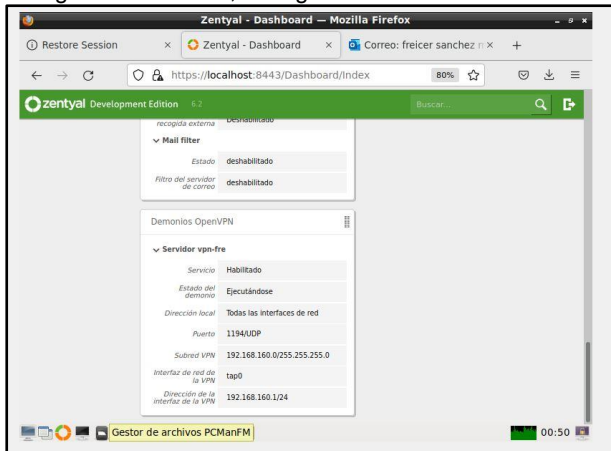 Zentyal - Dashboard — Mozilla Firefox
Restore Session × Zentyal - Dashboard × Correo: freicer sanchez n × +
https://localhost:8443/Dashboard/Index 80%
zentyal Development Edition 6.2 Buscar...
recogida externa Deshabilitado
Mail filter
Estado deshabilitado
Filtro del servidor de correo deshabilitado
Demonios OpenVPN
Servidor vpn-fre
Servicio Habilitado
Estado del demonio Ejecutándose
Dirección local Todas las interfaces de red
Puerto 1194/UDP
Subred VPN 192.168.160.0/255.255.255.0
Interfaz de red de la VPN tap0
Dirección de la interfaz de la VPN 192.168.160.1/24
Gestor de archivos PCManFM 00:50